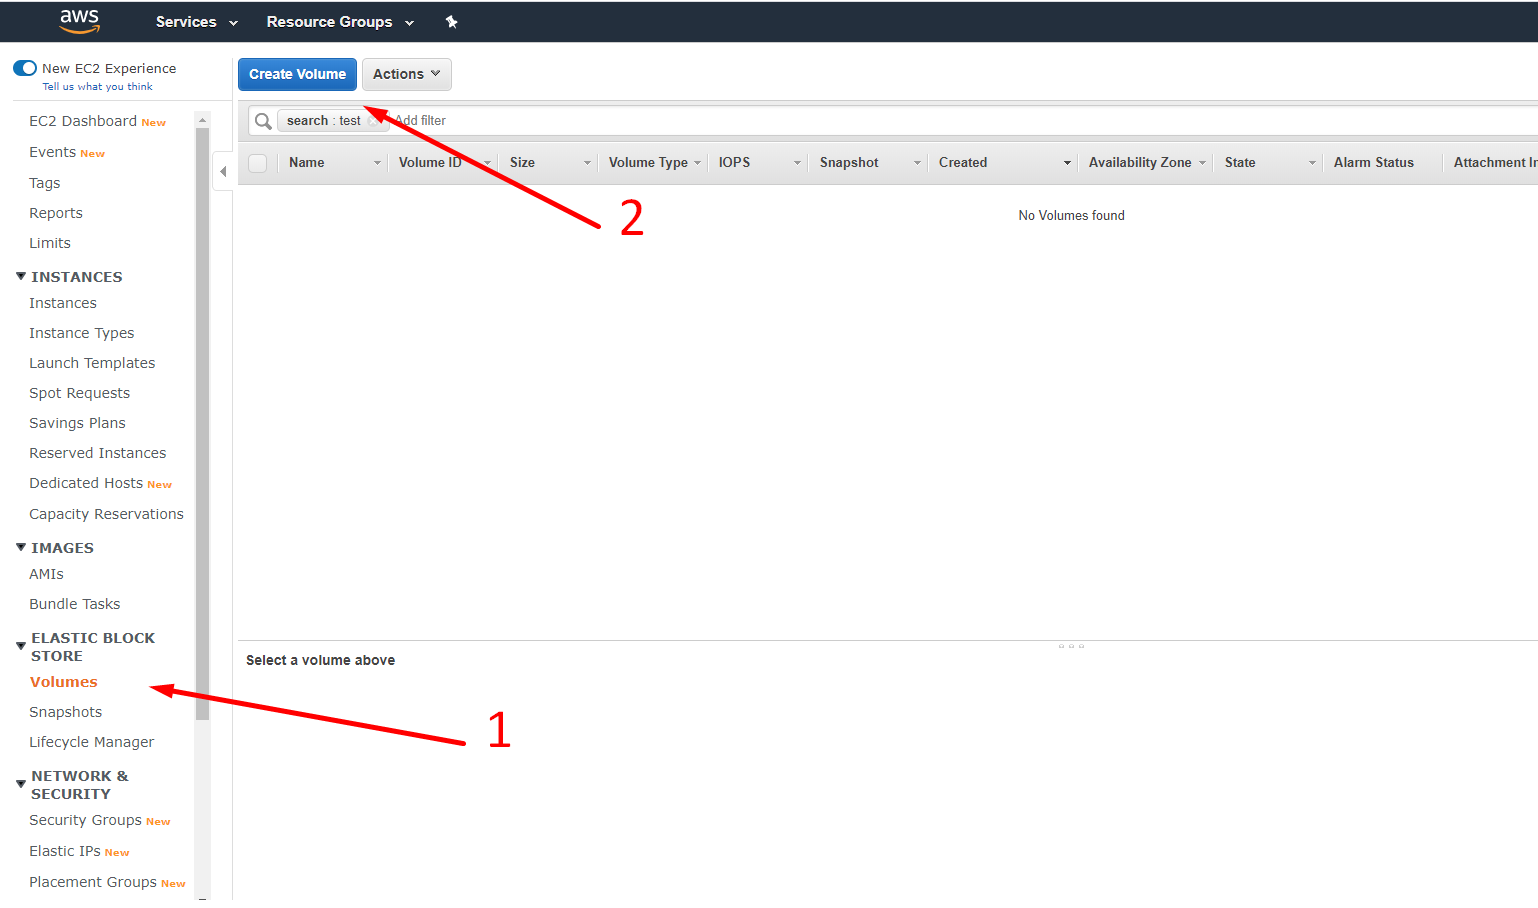 aws Services Resource Groups
New EC2 Experience
Tell us what you think
EC2 Dashboard New
Events New
Tags
Reports
Limits
INSTANCES
Instances
Instance Types
Launch Templates
Spot Requests
Savings Plans
Reserved Instances
Dedicated Hosts New
Capacity Reservations
IMAGES
AMIs
Bundle Tasks
ELASTIC BLOCK
STORE
Volumes
Snapshots
Lifecycle Manager
NETWORK &
SECURITY
Security Groups New
Elastic IPs New
Placement Groups New
Create Volume Actions
search : test Add filter
Name Volume ID Size Volume Type IOPS Snapshot Created Availability Zone State Alarm Status Attachment In
No Volumes found
2
Select a volume above
1